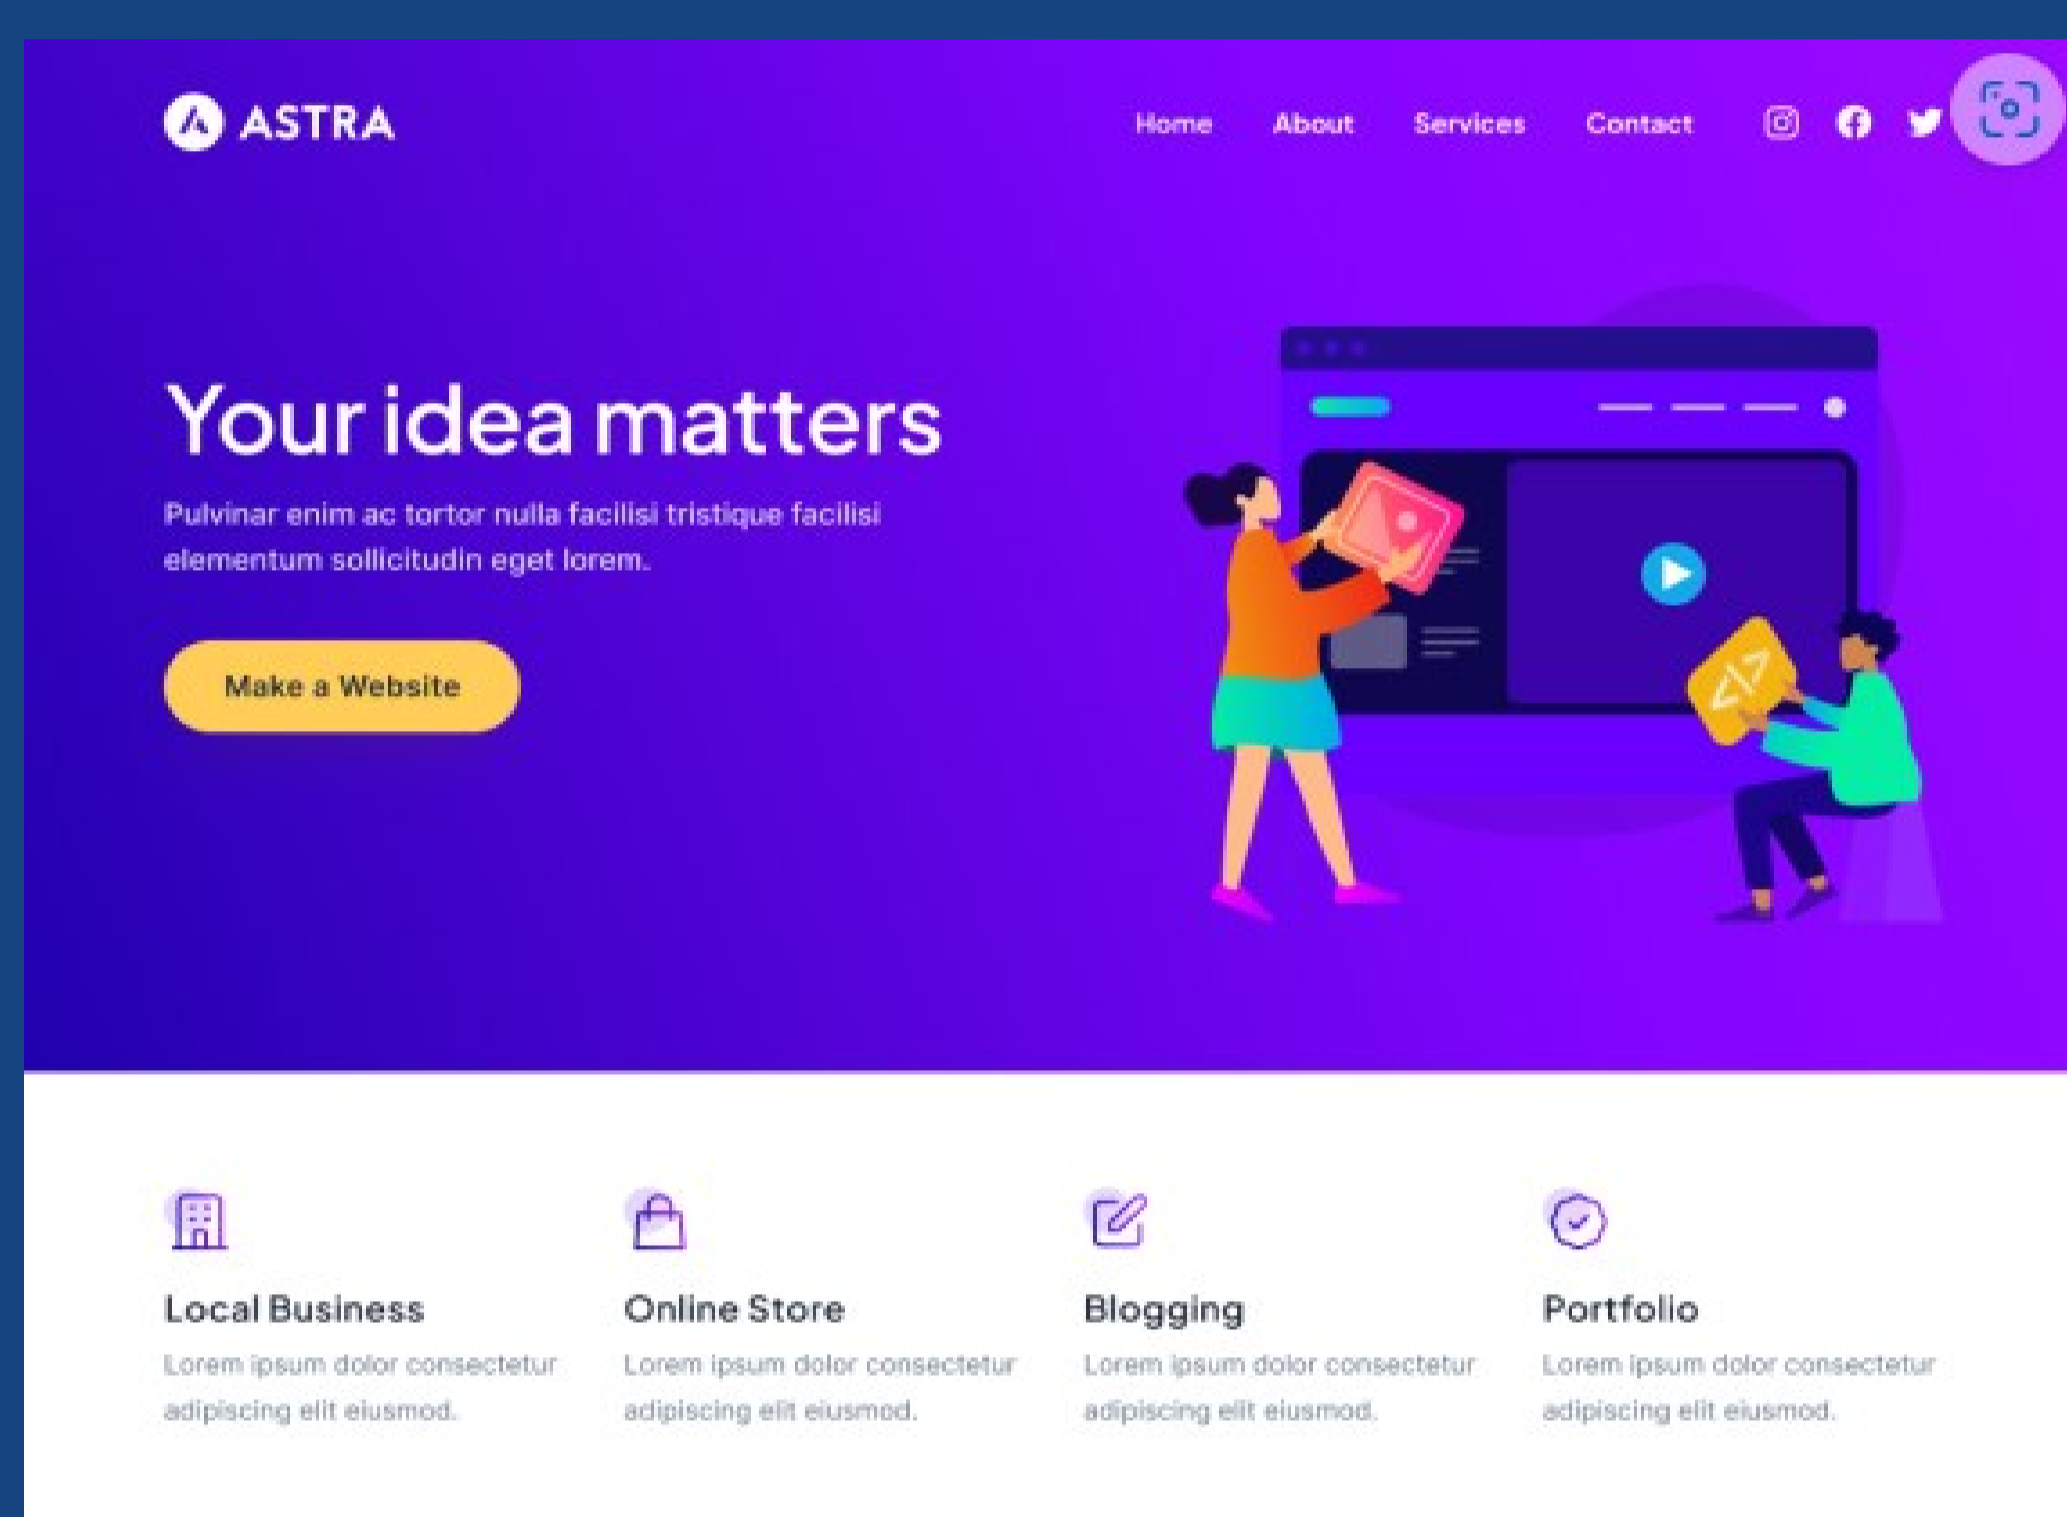 ASTRA
Home About Services Contact
Your idea matters
Pulvinar enim ac tortor nulla facilisi tristique facilisi
elementum sollicitudin eget lorem.
Make a Website
</>
Local Business
Lorem ipsum dolor consectetur
adipiscing elit eiusmod.
Online Store
Lorem ipsum dolor consectetur
adipiscing elit eiusmod.
Blogging
Lorem ipsum dolor consectetur
adipiscing elit eiusmod.
Portfolio
Lorem ipsum dolor consectetur
adipiscing elit eiusmod.